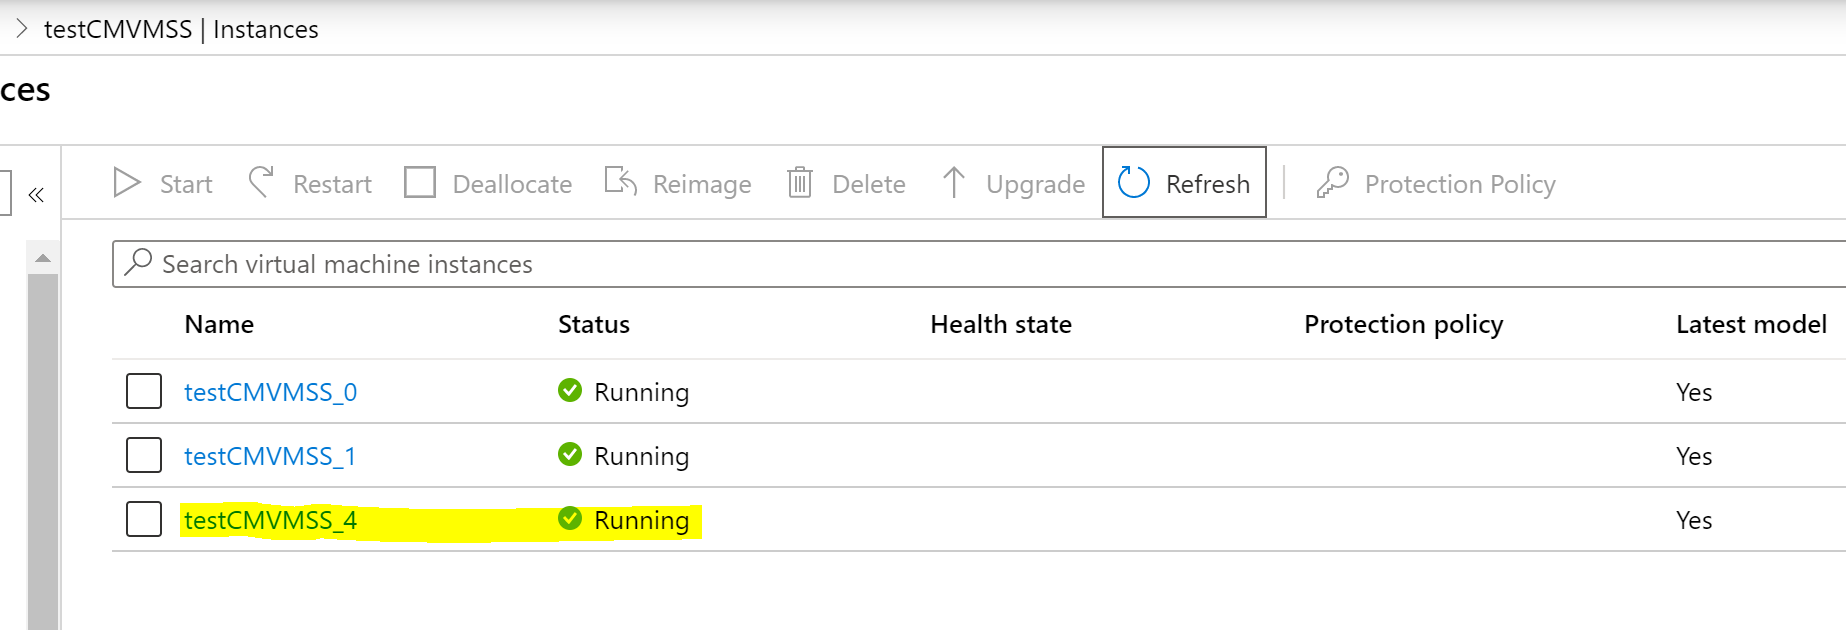 testCMVMSS | Instances
ces
Start Restart Deallocate Reimage Delete Upgrade Refresh Protection Policy
Search virtual machine instances
Name Status Health state Protection policy Latest model
testCMVMSS_0 Running Yes
testCMVMSS_1 Running Yes
testCMVMSS_4 Running Yes